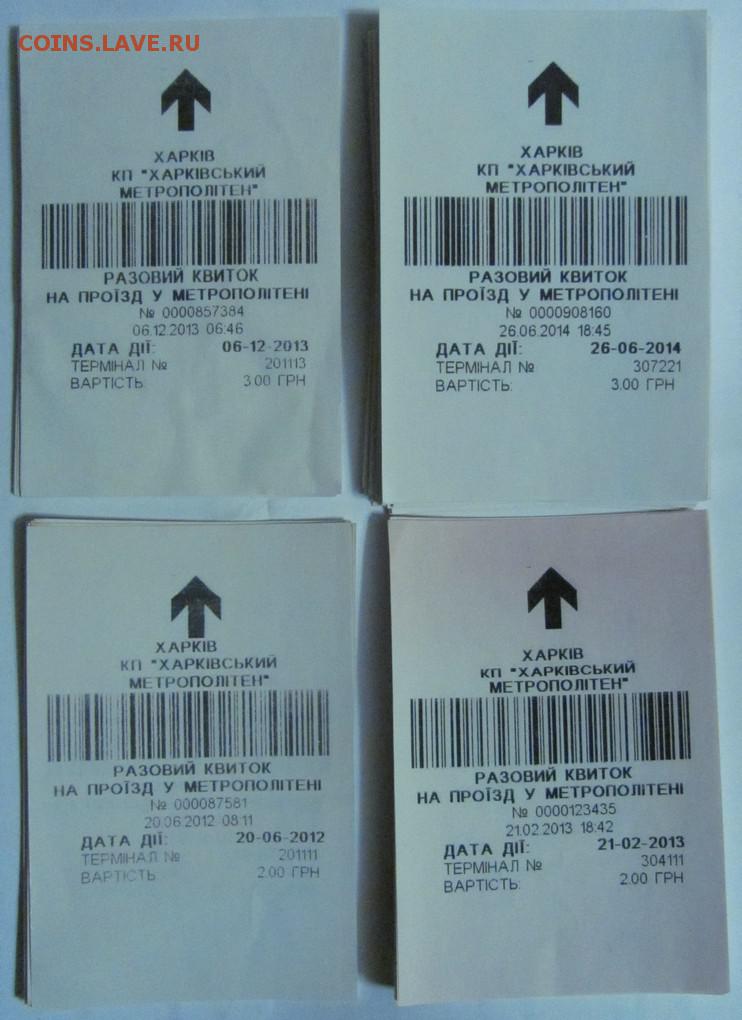 COINS.LAVE.RU
ХАРКІВ
КП "ХАРКІВСЬКИЙ
МЕТРОПОЛІТЕН"
РАЗОВИЙ КВИТОК
НА ПРОЇЗД У МЕТРОПОЛІТЕНІ
№ 0000857384
06.12.2013 06:46
ДАТА ДІЇ: 06-12-2013
ТЕРМІНАЛ № 201113
ВАРТІСТЬ: 3.00 ГРН
ХАРКІВ
КП "ХАРКІВСЬКИЙ
МЕТРОПОЛІТЕН"
РАЗОВИЙ КВИТОК
НА ПРОЇЗД У МЕТРОПОЛІТЕНІ
№ 0000908160
26.06.2014 18:45
ДАТА ДІЇ: 26-06-2014
ТЕРМІНАЛ № 307221
ВАРТІСТЬ: 3.00 ГРН
ХАРКІВ
КП "ХАРКІВСЬКИЙ
МЕТРОПОЛІТЕН"
РАЗОВИЙ КВИТОК
НА ПРОЇЗД У МЕТРОПОЛІТЕНІ
№ 000087581
20.06.2012 08:11
ДАТА ДІЇ: 20-06-2012
ТЕРМІНАЛ № 201111
ВАРТІСТЬ: 2.00 ГРН
ХАРКІВ
КП "ХАРКІВСЬКИЙ
МЕТРОПОЛІТЕН"
РАЗОВИЙ КВИТОК
НА ПРОЇЗД У МЕТРОПОЛІТЕНІ
№ 0000123435
21.02.2013 18:42
ДАТА ДІЇ: 21-02-2013
ТЕРМІНАЛ № 304111
ВАРТІСТЬ: 2.00 ГРН